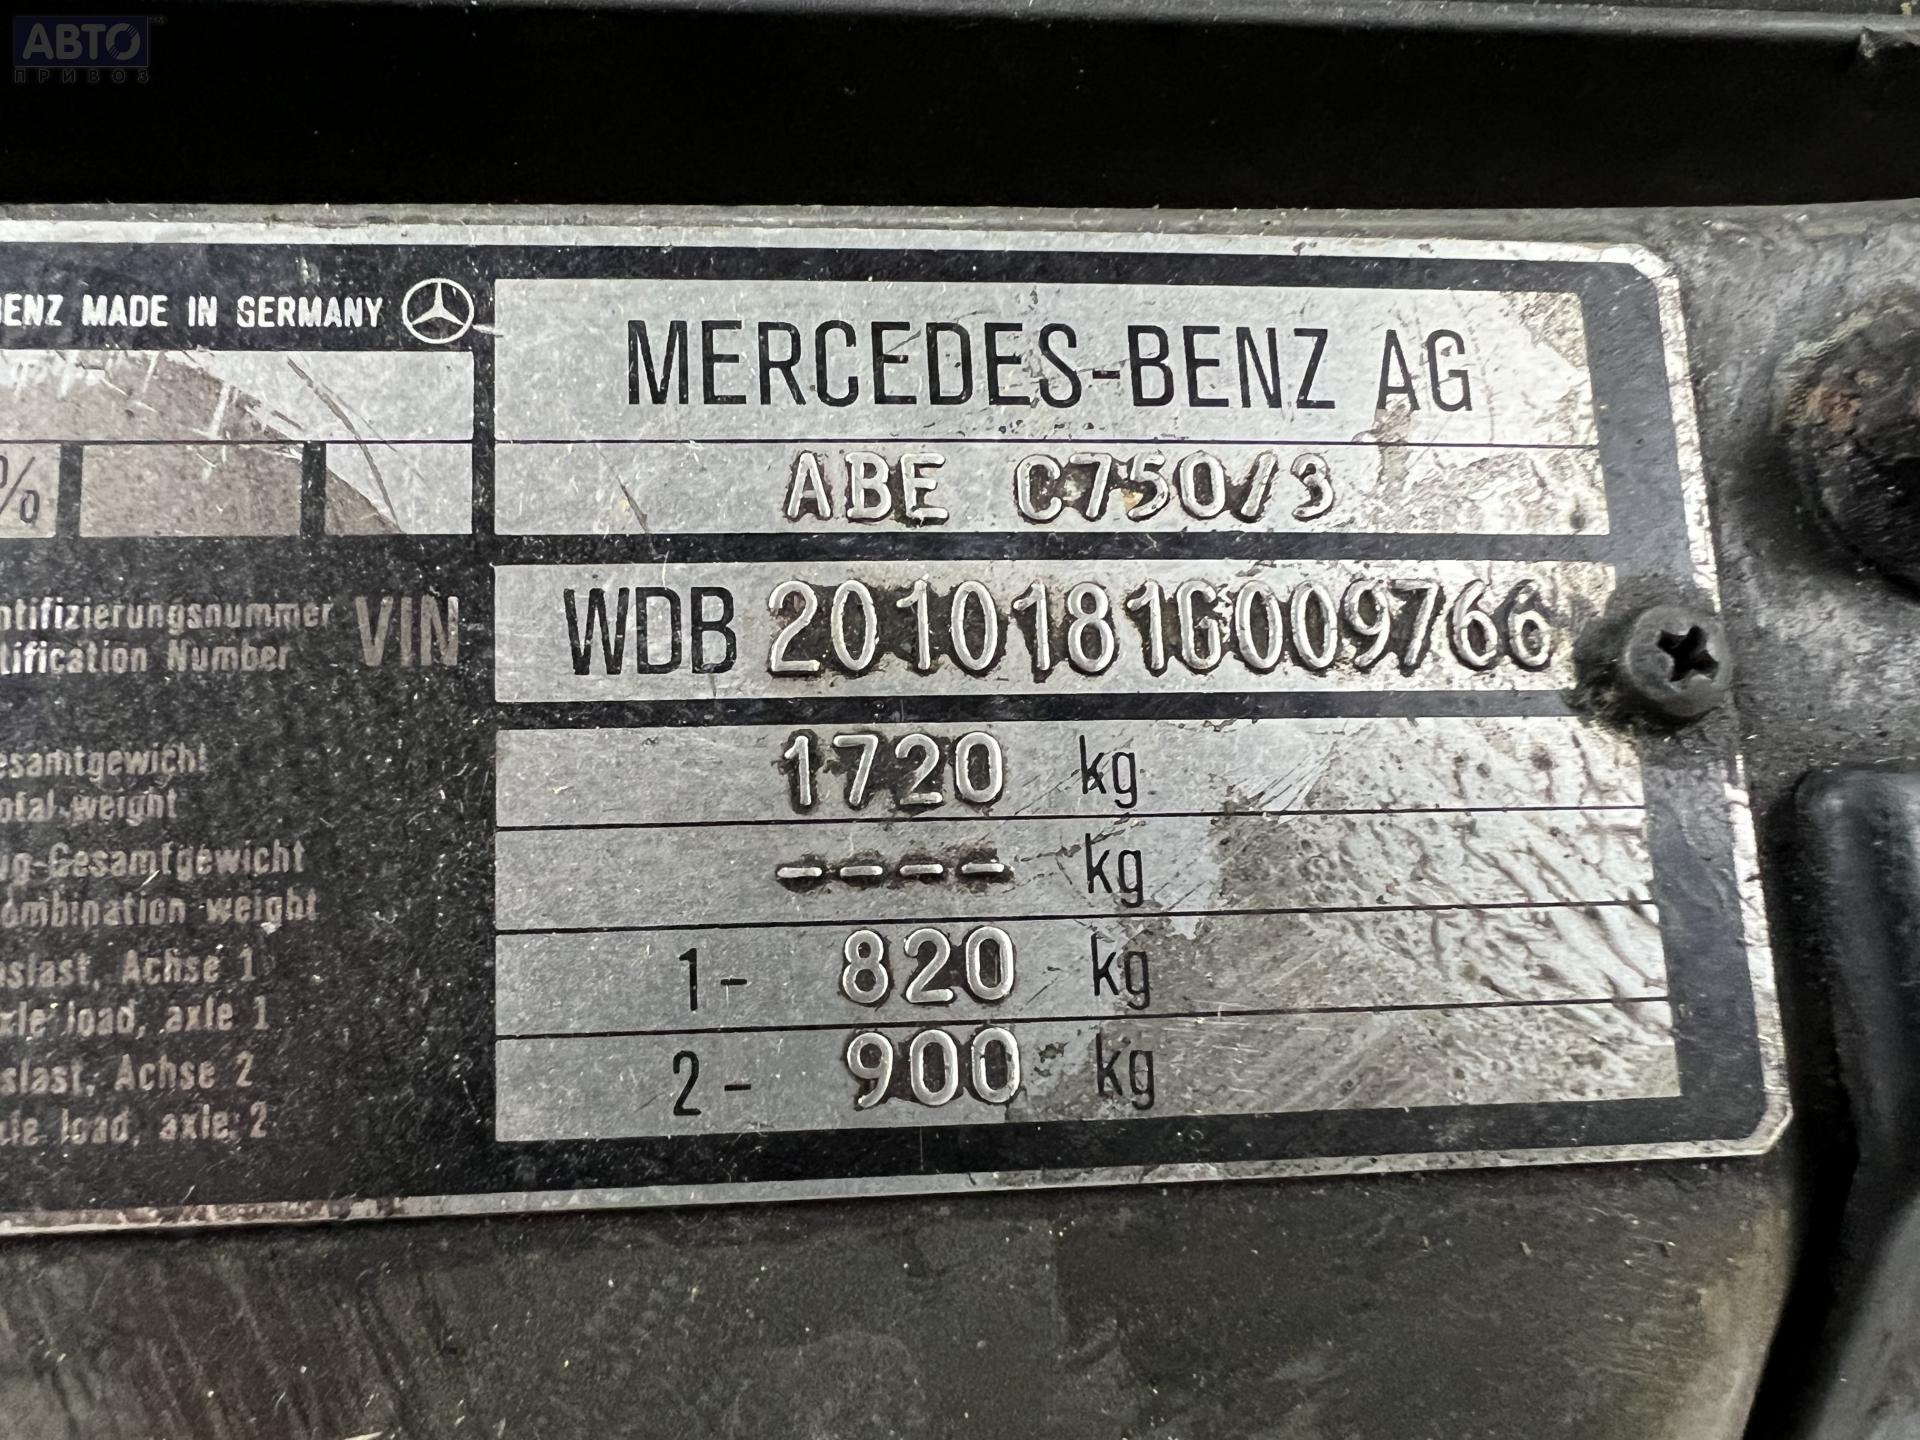 АВТО
ПРИВОЗ
BENZ MADE IN GERMANY
MERCEDES-BENZ AG
%
ABE C750/3
ntifizierungsnummer
tification Number
VIN
WDB 2010181G009766
esamtgewicht
otal weight
1720 kg
ug-Gesamtgewicht
ombination weight
---- kg
slast, Achse 1
xle load, axle 1
1- 820 kg
slast, Achse 2
xle load, axle 2
2- 900 kg